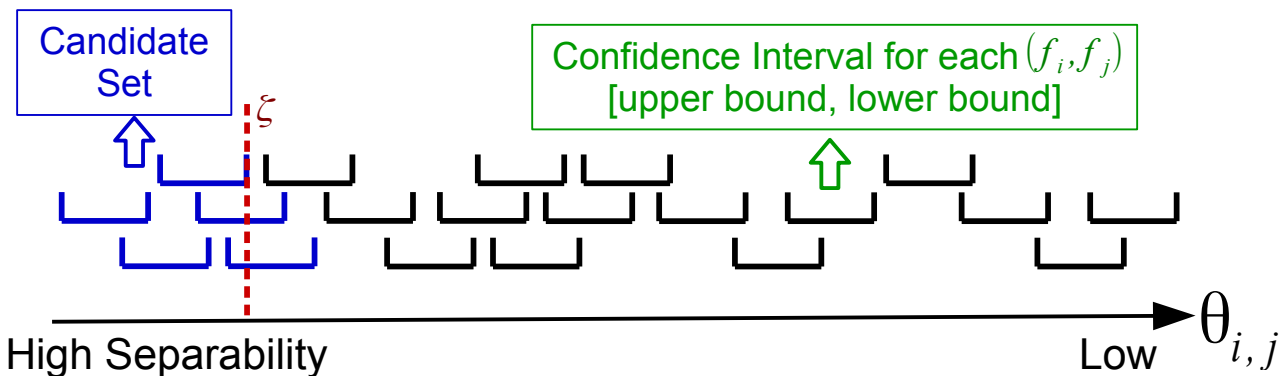 Candidate
Set
Confidence Interval for each (f_i, f_j)
[upper bound, lower bound]
ζ
High Separability
Low
θ_{i, j}